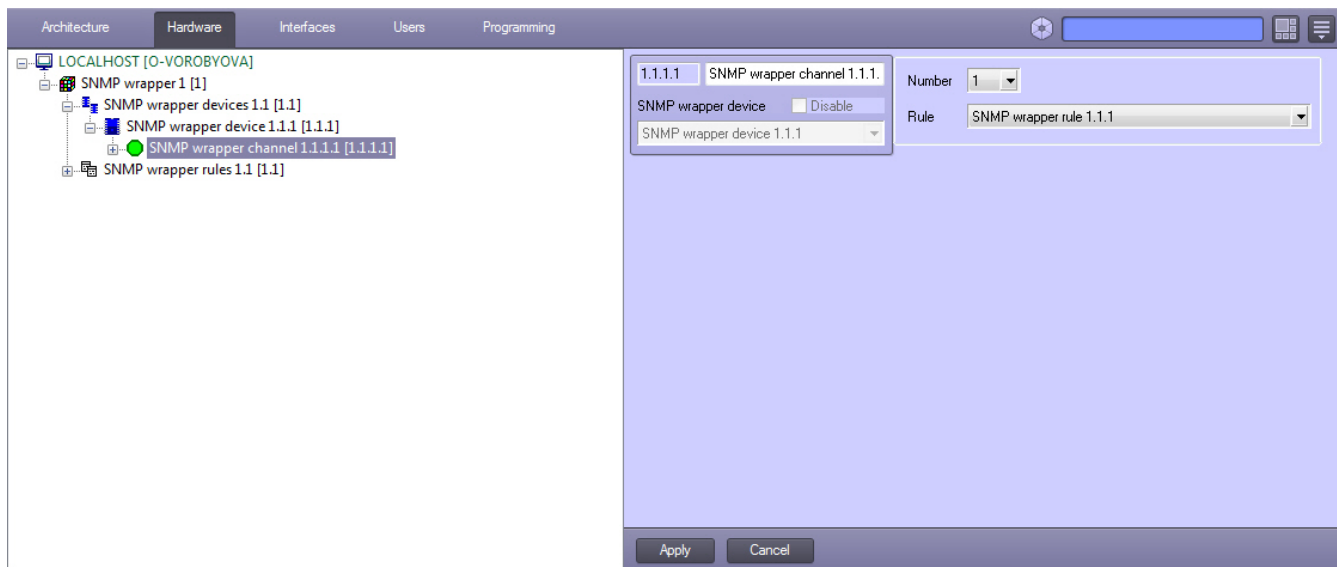 Architecture Hardware Interfaces Users Programming
LOCALHOST [O-VOROBYOVA]
SNMP wrapper 1 [1]
SNMP wrapper devices 1.1 [1.1]
SNMP wrapper device 1.1.1 [1.1.1]
SNMP wrapper channel 1.1.1.1 [1.1.1.1]
SNMP wrapper rules 1.1 [1.1]
1.1.1.1 SNMP wrapper channel 1.1.1.
SNMP wrapper device Disable
SNMP wrapper device 1.1.1
Number 1
Rule SNMP wrapper rule 1.1.1
Apply Cancel